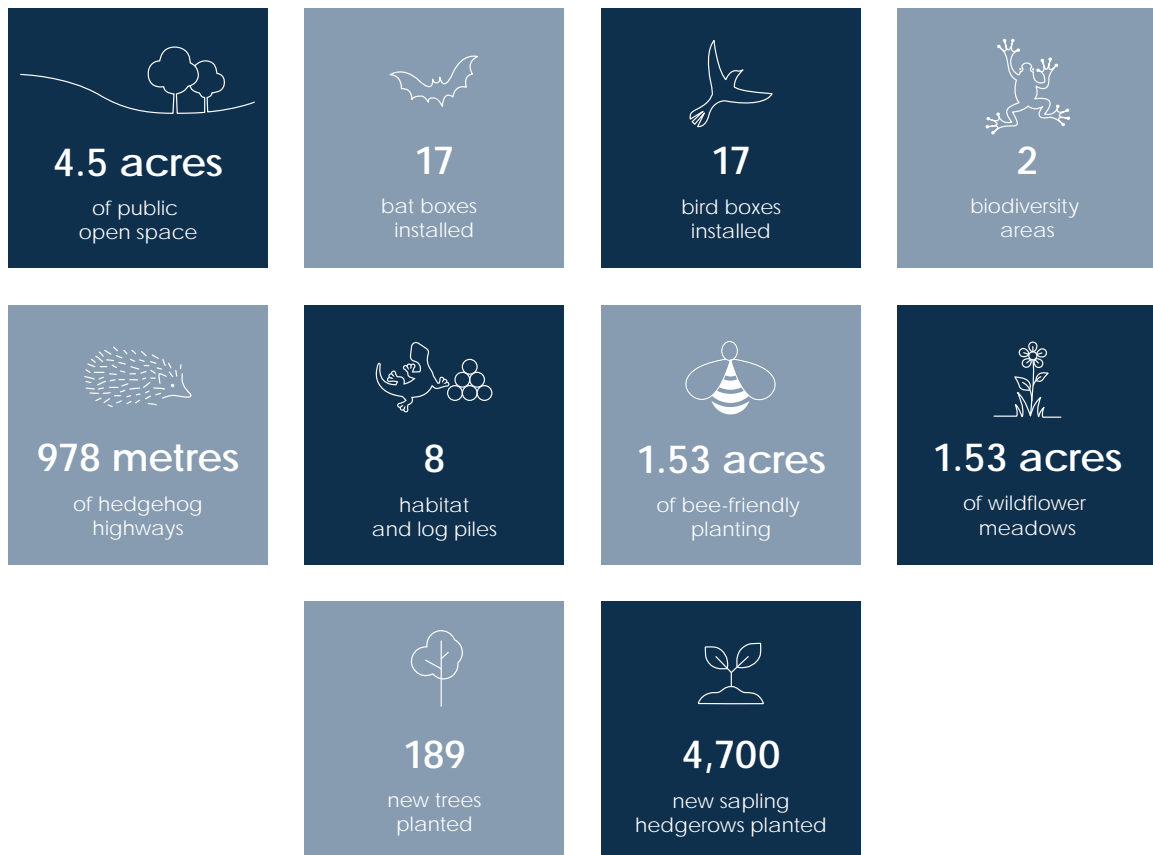 4.5 acres
of public
open space
17
bat boxes
installed
17
bird boxes
installed
2
biodiversity
areas
978 metres
of hedgehog
highways
8
habitat
and log piles
1.53 acres
of bee-friendly
planting
1.53 acres
of wildflower
meadows
189
new trees
planted
4,700
new sapling
hedgerows planted